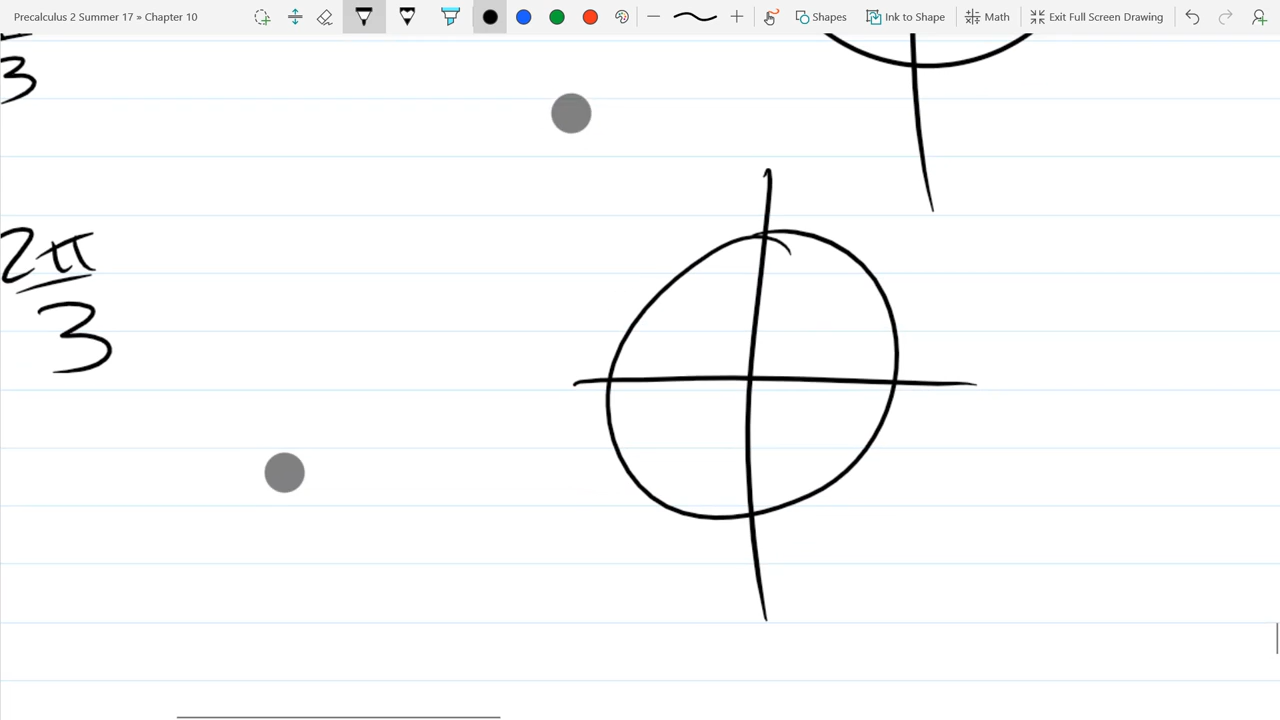 Precalculus 2 Summer 17 » Chapter 10
Shapes
Ink to Shape
Math
Exit Full Screen Drawing
3
2π
3